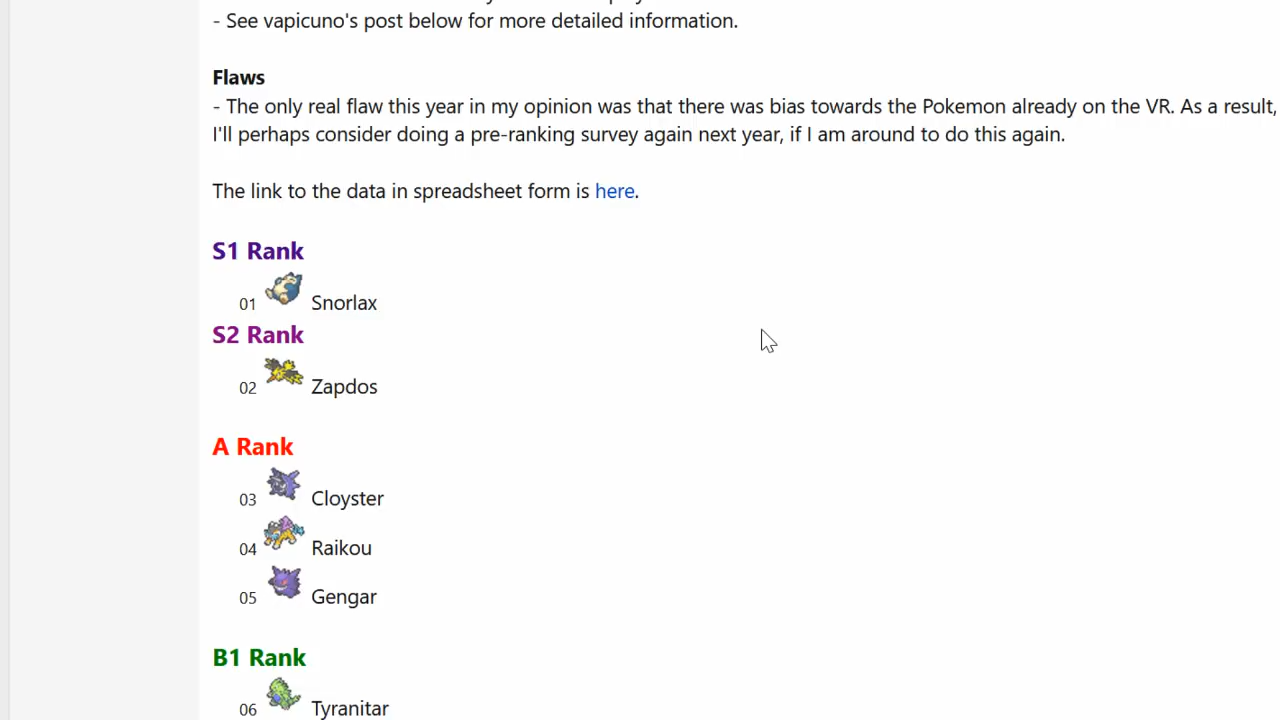 - See vapicuno's post below for more detailed information.
Flaws
- The only real flaw this year in my opinion was that there was bias towards the Pokemon already on the VR. As a result,
I'll perhaps consider doing a pre-ranking survey again next year, if I am around to do this again.
The link to the data in spreadsheet form is here.
S1 Rank
01 Snorlax
S2 Rank
02 Zapdos
A Rank
03 Cloyster
04 Raikou
05 Gengar
B1 Rank
06 Tyranitar